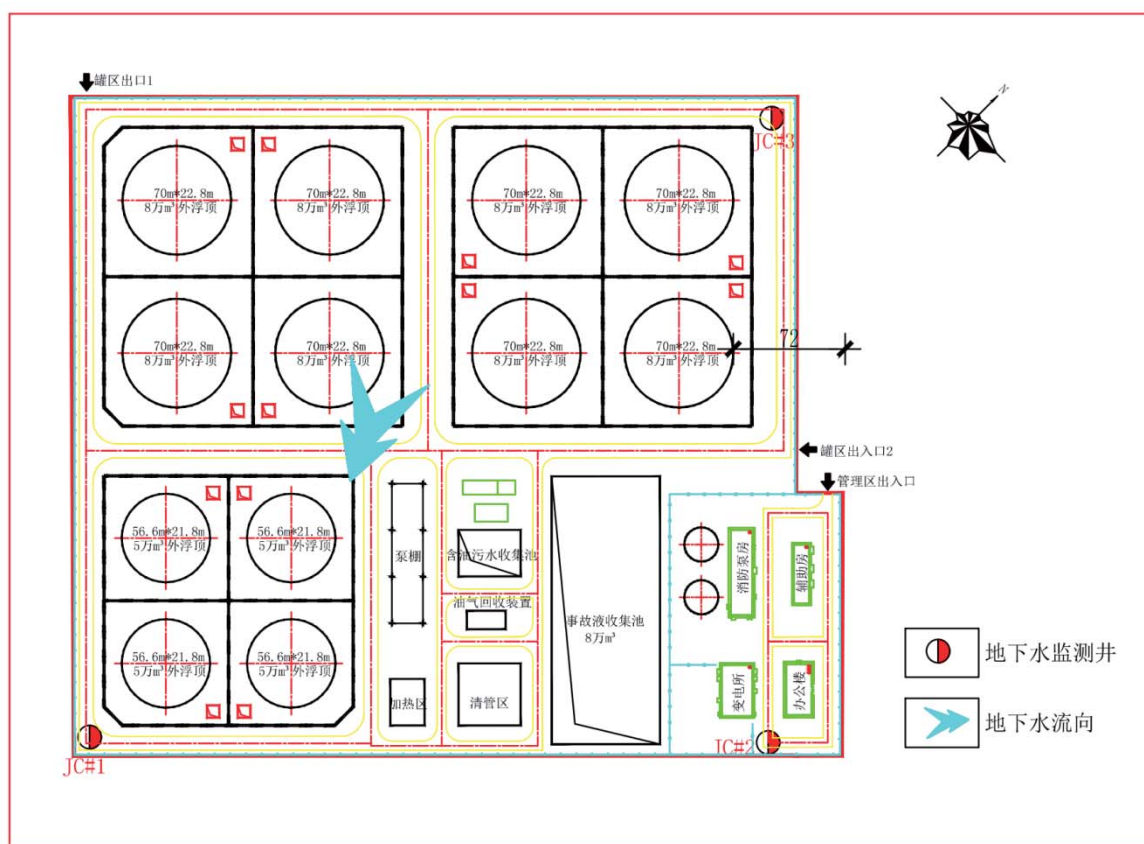 罐区出口1
N
JC#3
70m*22.8m
8万m³外浮顶
70m*22.8m
8万m³外浮顶
70m*22.8m
8万m³外浮顶
70m*22.8m
8万m³外浮顶
70m*22.8m
8万m³外浮顶
70m*22.8m
8万m³外浮顶
70m*22.8m
8万m³外浮顶
70m*22.8m
8万m³外浮顶
72
罐区出入口2
管理区出入口
56.6m*21.8m
5万m³外浮顶
56.6m*21.8m
5万m³外浮顶
泵棚
含油污水收集池
消防泵房
辅助房
油气回收装置
事故液收集池
8万m³
56.6m*21.8m
5万m³外浮顶
56.6m*21.8m
5万m³外浮顶
加热区
清管区
变电所
办公楼
JC#1
JC#2
地下水监测井
地下水流向